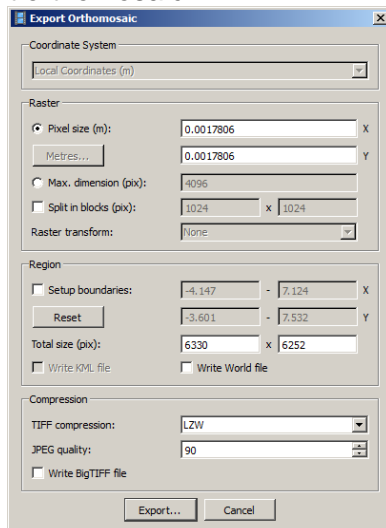 Export Orthomosaic
Coordinate System
Local Coordinates (m)
Raster
Pixel size (m): 0.0017806 X
Metres... 0.0017806 Y
Max. dimension (pix): 4096
Split in blocks (pix): 1024 x 1024
Raster transform: None
Region
Setup boundaries: -4.147 - 7.124 X
Reset -3.601 - 7.532 Y
Total size (pix): 6330 x 6252
Write KML file Write World file
Compression
TIFF compression: LZW
JPEG quality: 90
Write BigTIFF file
Export... Cancel